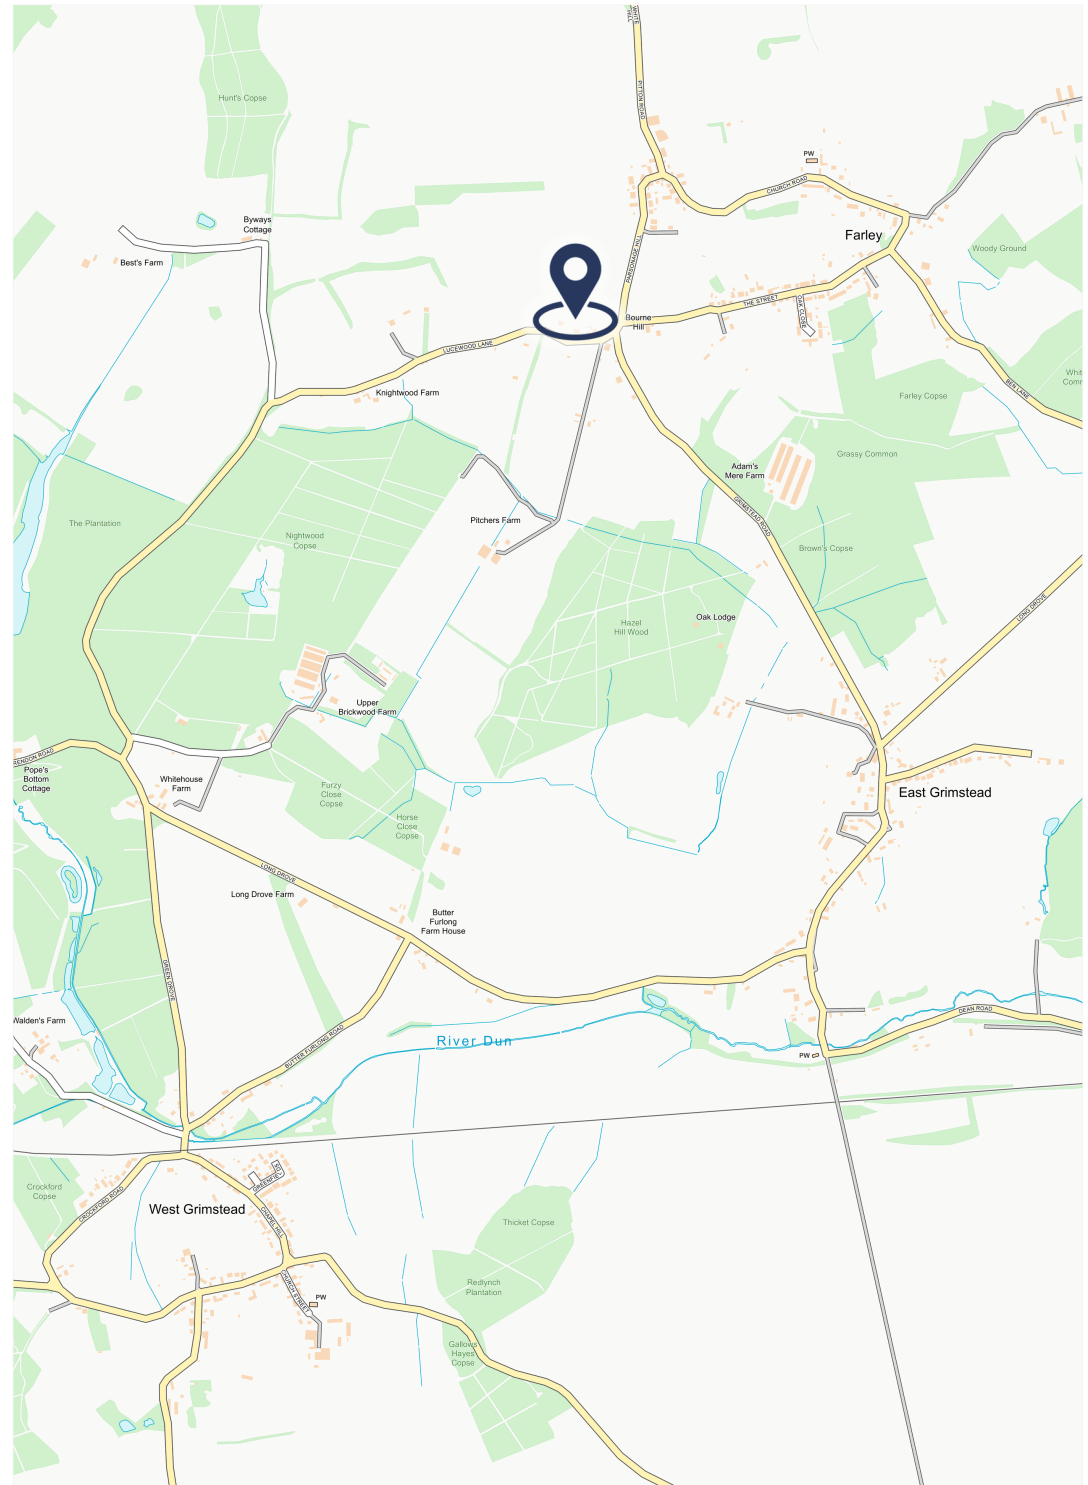 WHITE
HILL
PITTON ROAD
Hunt's Copse
PW
CHURCH ROAD
Byways
Cottage
Farley
PARSONAGE HILL
Woody Ground
Best's Farm
THE STREET
OAK CLOSE
Bourne
Hill
LUCEWOOD LANE
Knightwood Farm
BEN LANE
Farley Copse
Grassy Common
Adam's
Mere Farm
GRIMSTEAD ROAD
The Plantation
Pitchers Farm
Nightwood
Copse
Brown's Copse
LONG DROVE
Hazel
Hill Wood
Oak Lodge
Upper
Brickwood Farm
Pope's
Bottom
Cottage
Whitehouse
Farm
Furzy
Close
Copse
East Grimstead
Horse
Close
Copse
LONG DROVE
Long Drove Farm
Butter
Furlong
Farm House
GREEN DROVE
DEAN ROAD
Walden's Farm
BUTTER FURLONG ROAD
River Dun
PW
Crockford
Copse
CROCKFORD ROAD
West Grimstead
CHAPEL HILL
Thicket Copse
Redlynch
Plantation
CHURCH STREET
PW
Gallows
Hayes
Copse